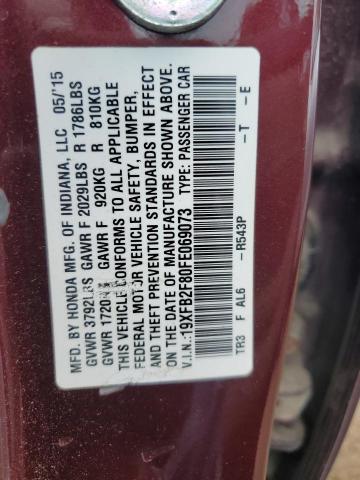 MFD. BY HONDA MFG. OF INDIANA, LLC 05/'15
GVWR 3792LBS GAWR F 2029LBS R 1786LBS
GVWR 1720KG GAWR F 920KG R 810KG
THIS VEHICLE CONFORMS TO ALL APPLICABLE
FEDERAL MOTOR VEHICLE SAFETY, BUMPER,
AND THEFT PREVENTION STANDARDS IN EFFECT
ON THE DATE OF MANUFACTURE SHOWN ABOVE.
V.I.N.:19XFB2F80FE069073 TYPE: PASSENGER CAR
TR3 F AL6 -R543P -T -E